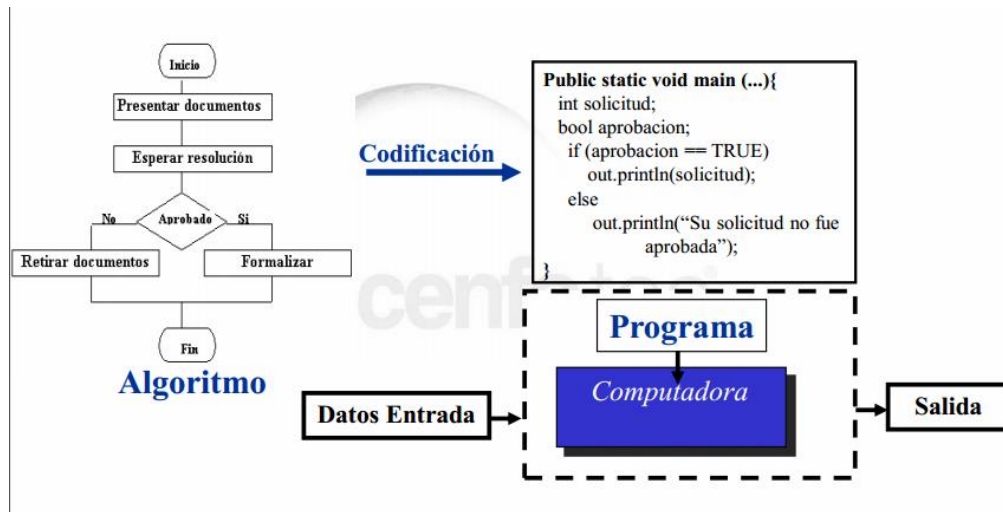 Inicio
Presentar documentos
Esperar resolución
No
Aprobado
Si
Retirar documentos
Formalizar
Fin
Algoritmo
Codificación
Public static void main (...){
int solicitud;
bool aprobacion;
if (aprobacion == TRUE)
out.println(solicitud);
else
out.println(“Su solicitud no fue
aprobada”);
}
Programa
Computadora
Datos Entrada
Salida